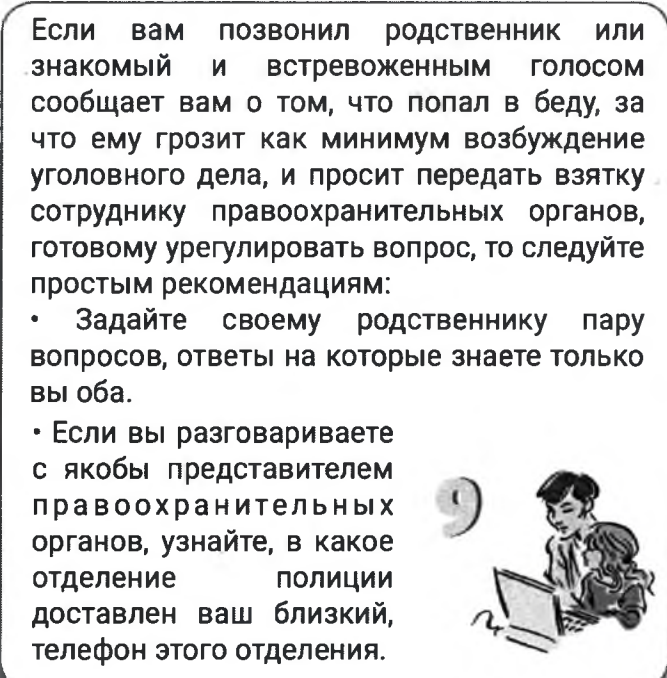 Если вам позвонил родственник или
знакомый и встревоженным голосом
сообщает вам о том, что попал в беду, за
что ему грозит как минимум возбуждение
уголовного дела, и просит передать взятку
сотруднику правоохранительных органов,
готовому урегулировать вопрос, то следуйте
простым рекомендациям:
• Задайте своему родственнику пару
вопросов, ответы на которые знаете только
вы оба.
• Если вы разговариваете
с якобы представителем
правоохранительных
органов, узнайте, в какое
отделение полиции
доставлен ваш близкий,
телефон этого отделения.